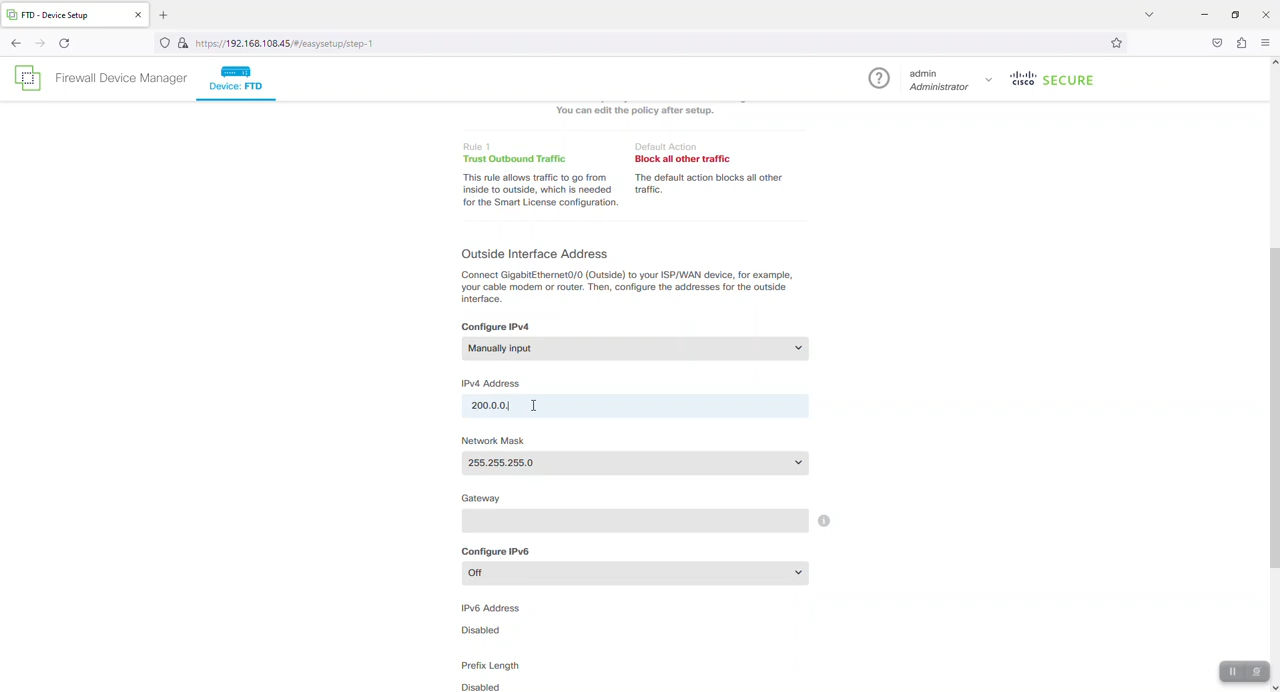 FTD - Device Setup
https://192.168.108.45/#/easysetup/step-1
Firewall Device Manager
Device: FTD
admin
Administrator
CISCO SECURE
You can edit the policy after setup.
Rule 1
Trust Outbound Traffic
This rule allows traffic to go from
inside to outside, which is needed
for the Smart License configuration.
Default Action
Block all other traffic
The default action blocks all other
traffic.
Outside Interface Address
Connect GigabitEthernet0/0 (Outside) to your ISP/WAN device, for example,
your cable modem or router. Then, configure the addresses for the outside
interface.
Configure IPv4
Manually input
IPv4 Address
200.0.0.
Network Mask
255.255.255.0
Gateway
Configure IPv6
Off
IPv6 Address
Disabled
Prefix Length
Disabled